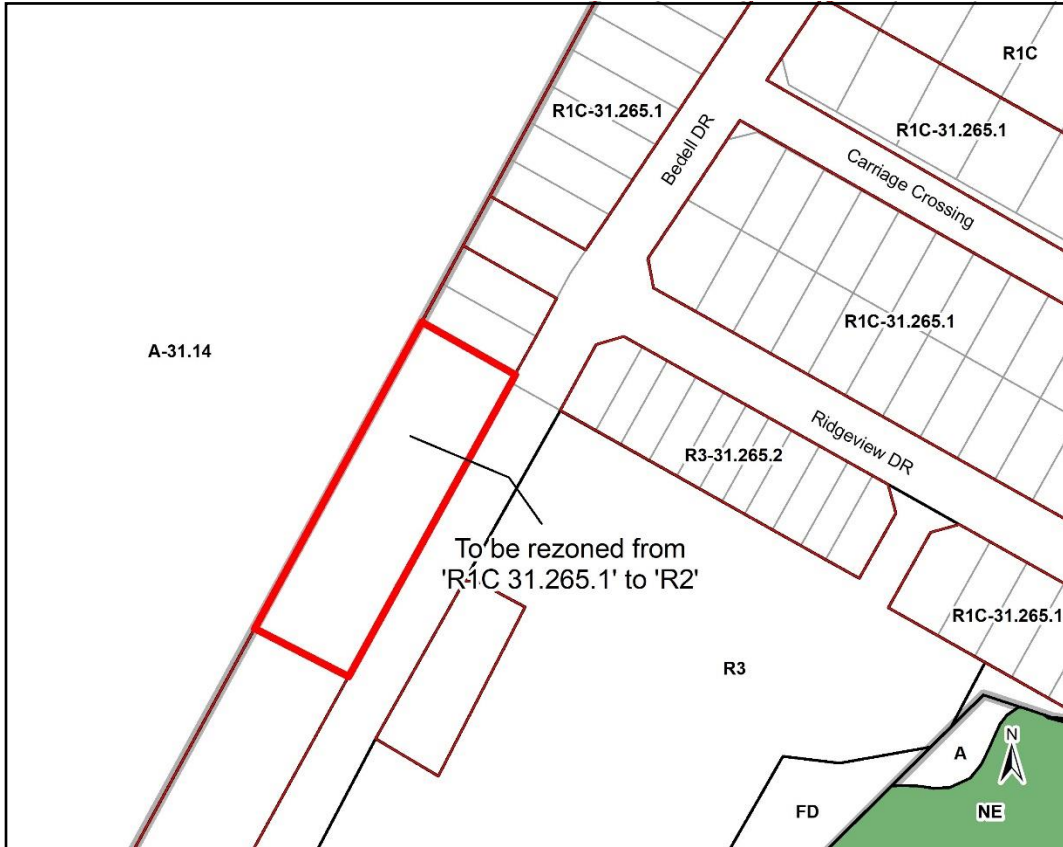 R1C
R1C-31.265.1
R1C-31.265.1
Bedell DR
Carriage Crossing
R1C-31.265.1
A-31.14
Ridgeview DR
R3-31.265.2
To be rezoned from
'R1C 31.265.1' to 'R2'
R1C-31.265.1
R3
N
A
FD
NE